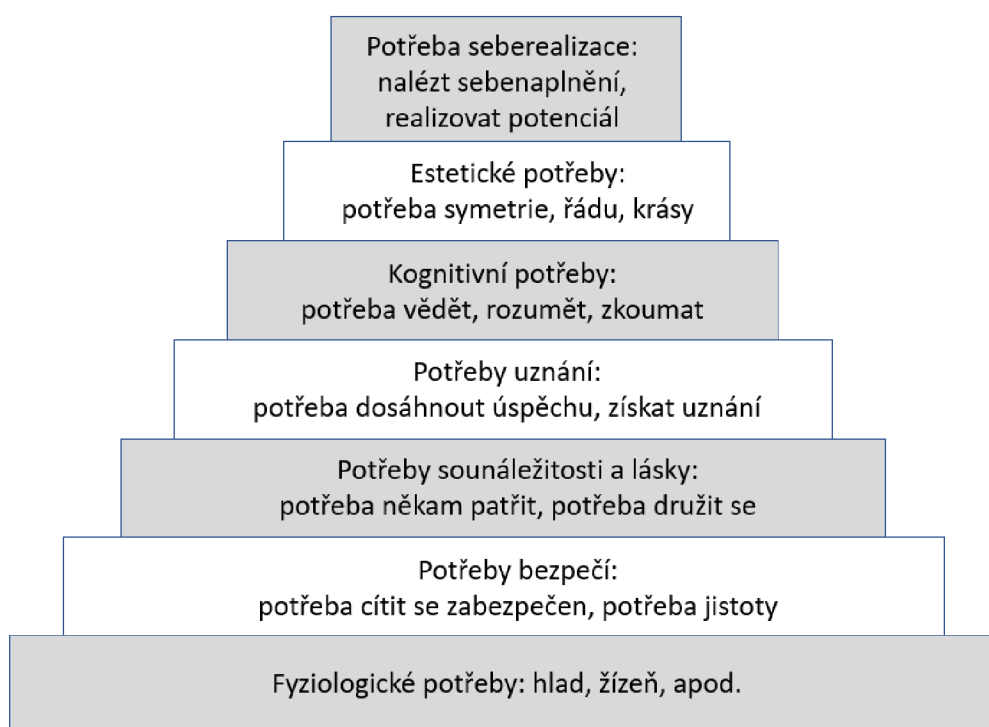 Potřeba seberealizace:
nalézt sebenaplnění,
realizovat potenciál
Estetické potřeby:
potřeba symetrie, řádu, krásy
Kognitivní potřeby:
potřeba vědět, rozumět, zkoumat
Potřeby uznání:
potřeba dosáhnout úspěchu, získat uznání
Potřeby sounáležitosti a lásky:
potřeba někam patřit, potřeba družit se
Potřeby bezpečí:
potřeba cítit se zabezpečen, potřeba jistoty
Fyziologické potřeby: hlad, žízeň, apod.